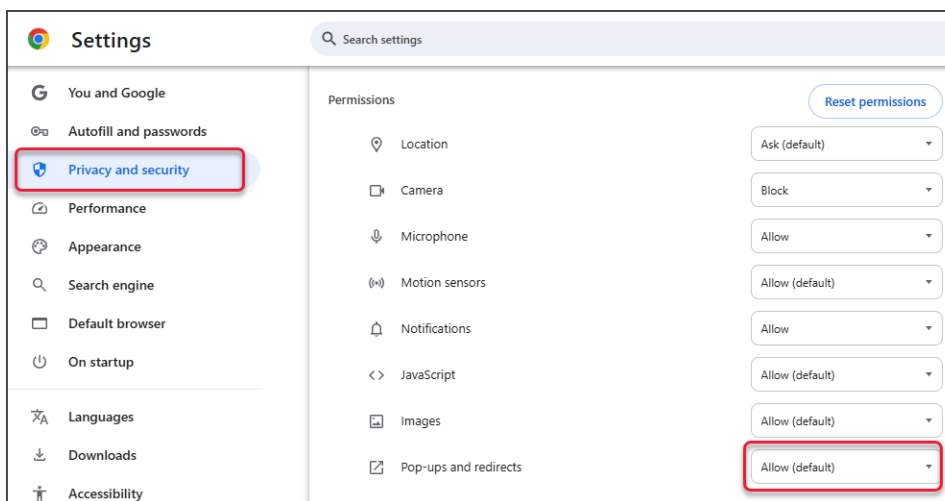 Settings
Search settings
You and Google
Autofill and passwords
Privacy and security
Performance
Appearance
Search engine
Default browser
On startup
Languages
Downloads
Accessibility
Permissions
Reset permissions
Location Ask (default)
Camera Block
Microphone Allow
Motion sensors Allow (default)
Notifications Allow
JavaScript Allow (default)
Images Allow (default)
Pop-ups and redirects Allow (default)